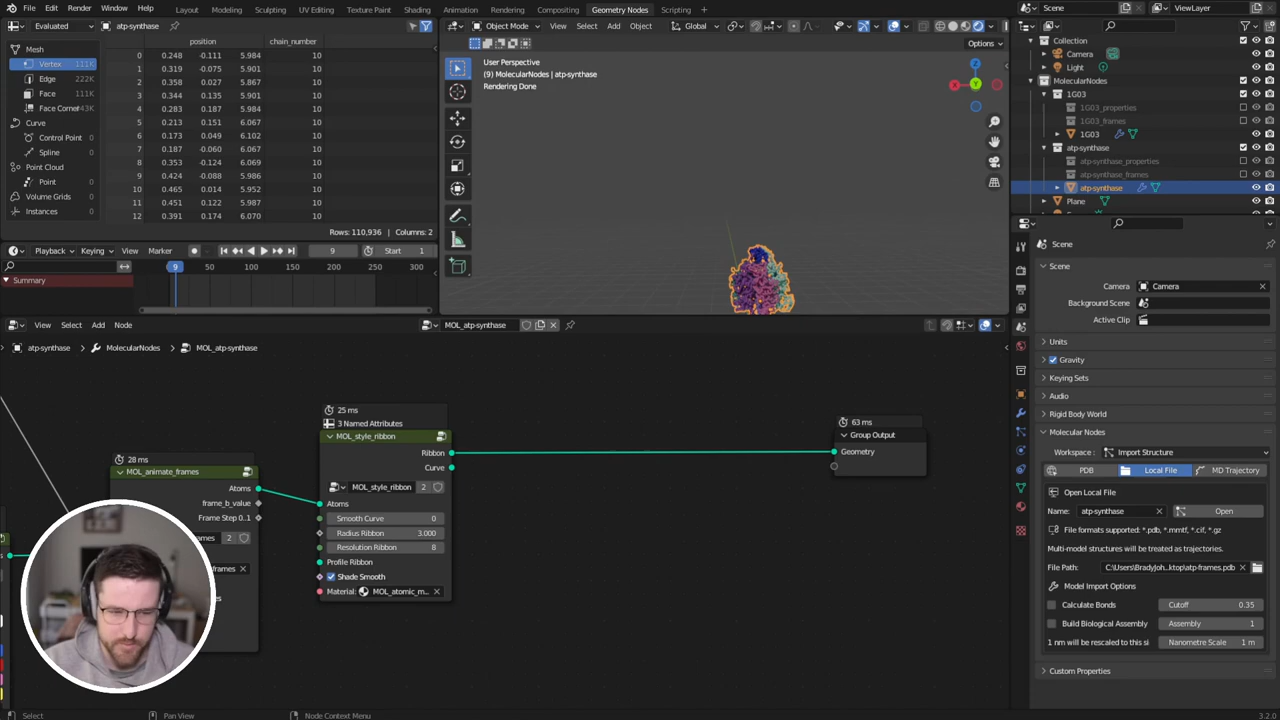 File Edit Render Window Help Layout Modeling Sculpting UV Editing Texture Paint Shading Animation Rendering Compositing Geometry Nodes Scripting Scene ViewLayer
Evaluated atp-synthase
Object Mode View Select Add Object Global
Options
position chain_number
Mesh
Vertex 111K
Edge 222K
Face 111K
Face Corner
Curve
Control Point 0
Spline 0
Point Cloud
Point 0
Volume Grids 0
Instances 0
0 0.248 -0.111 5.984 10
1 0.319 -0.075 5.901 10
2 0.358 -0.027 5.867 10
3 0.344 0.135 5.901 10
4 0.283 0.187 5.984 10
5 0.213 0.151 6.067 10
6 0.173 0.049 6.102 10
7 0.187 -0.060 6.067 10
8 0.353 -0.124 6.069 10
9 0.424 -0.088 5.986 10
10 0.465 0.014 5.952 10
11 0.451 0.122 5.987 10
12 0.391 0.174 6.070 10
Rows: 110,936 | Columns: 2
User Perspective
(9) MolecularNodes | atp-synthase
Rendering Done
Z
Y
X
Playback Keying View Marker 9 Start 1
9 50 100 150 200 250
Summary
Collection
Camera
Light
MolecularNodes
1G03
1G03_properties
1G03_frames
1G03
atp-synthase
atp-synthase_properties
atp-synthase_frames
atp-synthase
Plane
View Select Add Node MOL_atp-synthase
atp-synthase > MolecularNodes > MOL_atp-synthase
28 ms
MOL_animate_frames
Atoms
frame_b_value
Frame Step 0..1
2
25 ms
3 Named Attributes
MOL_style_ribbon
Ribbon
Curve
MOL_style_ribbon 2
Atoms
Smooth Curve 0
Radius Ribbon 3.000
Resolution Ribbon 8
Profile Ribbon
Shade Smooth
Material: MOL_atomic_m...
63 ms
Group Output
Geometry
Scene
Scene
Camera Camera
Background Scene
Active Clip
Units
Gravity
Keying Sets
Audio
Rigid Body World
Molecular Nodes
Workspace: Import Structure
PDB Local File MD Trajectory
Open Local File
Name: atp-synthase Open
File formats supported: *.pdb, *.mmtf, *.cif, *.gz
Multi-model structures will be treated as trajectories.
File Path: C:\Users\BradyJoh...ktop\atp-frames.pdb
Model Import Options
Calculate Bonds Cutoff 0.35
Build Biological Assembly Assembly 1
1 nm will be rescaled to this si Nanometre Scale 1 m
Custom Properties
Select Pan View Node Context Menu 3.2.0